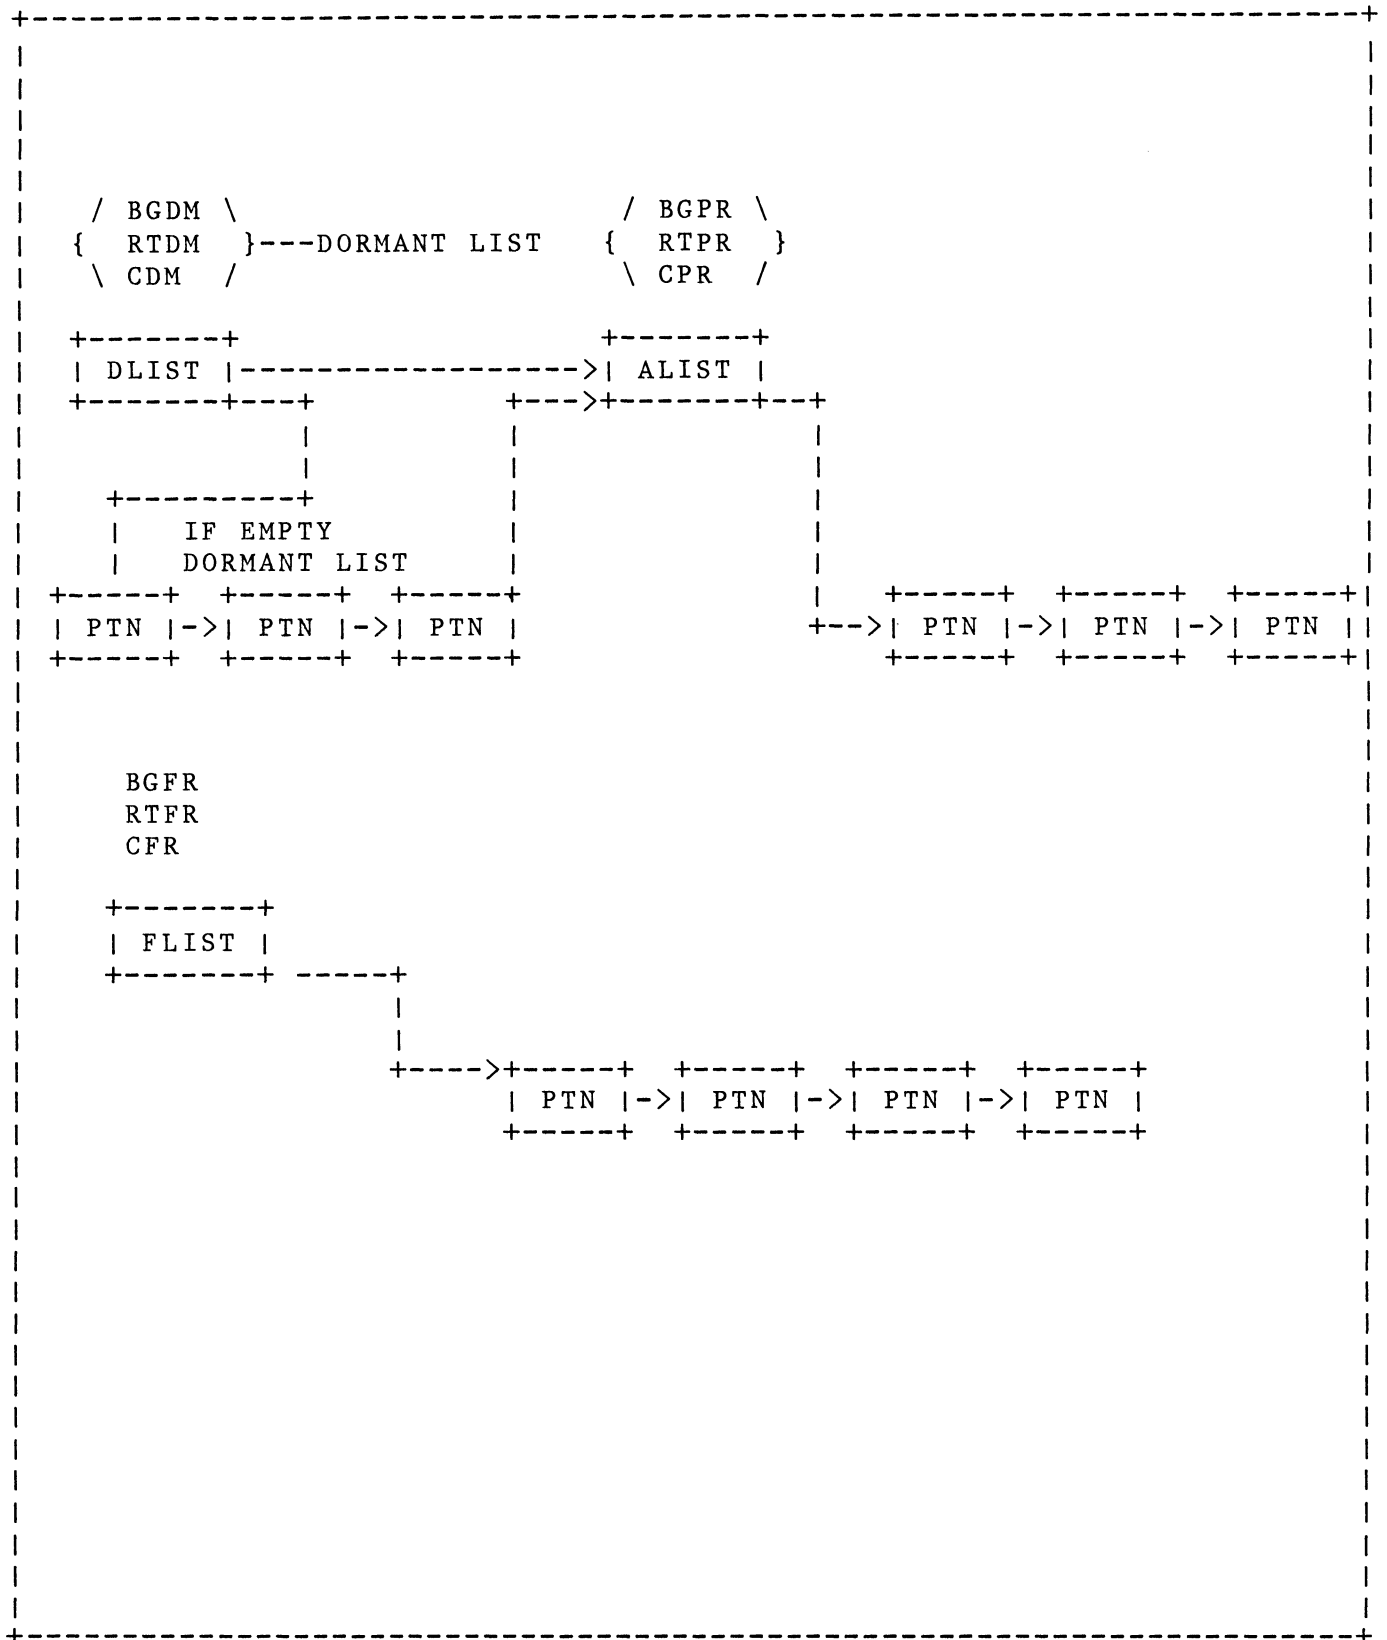 / BGDM \ / BGPR \
{ RTDM }---DORMANT LIST { RTPR }
\ CDM / \ CPR /
+-------+ +-------+
| DLIST |------------------>| ALIST |
+-------+---+ +--->+-------+--+
+----------+
| IF EMPTY
| DORMANT LIST
+-----+ +-----+ +-----+ +-----+ +-----+ +-----+
| PTN |->| PTN |->| PTN | +-->| PTN |->| PTN |->| PTN |
+-----+ +-----+ +-----+ +-----+ +-----+ +-----+
BGFR
RTFR
CFR
+-------+
| FLIST |
+-------+ -----+
+---->+-----+ +-----+ +-----+ +-----+
| PTN |->| PTN |->| PTN |->| PTN |
+-----+ +-----+ +-----+ +-----+